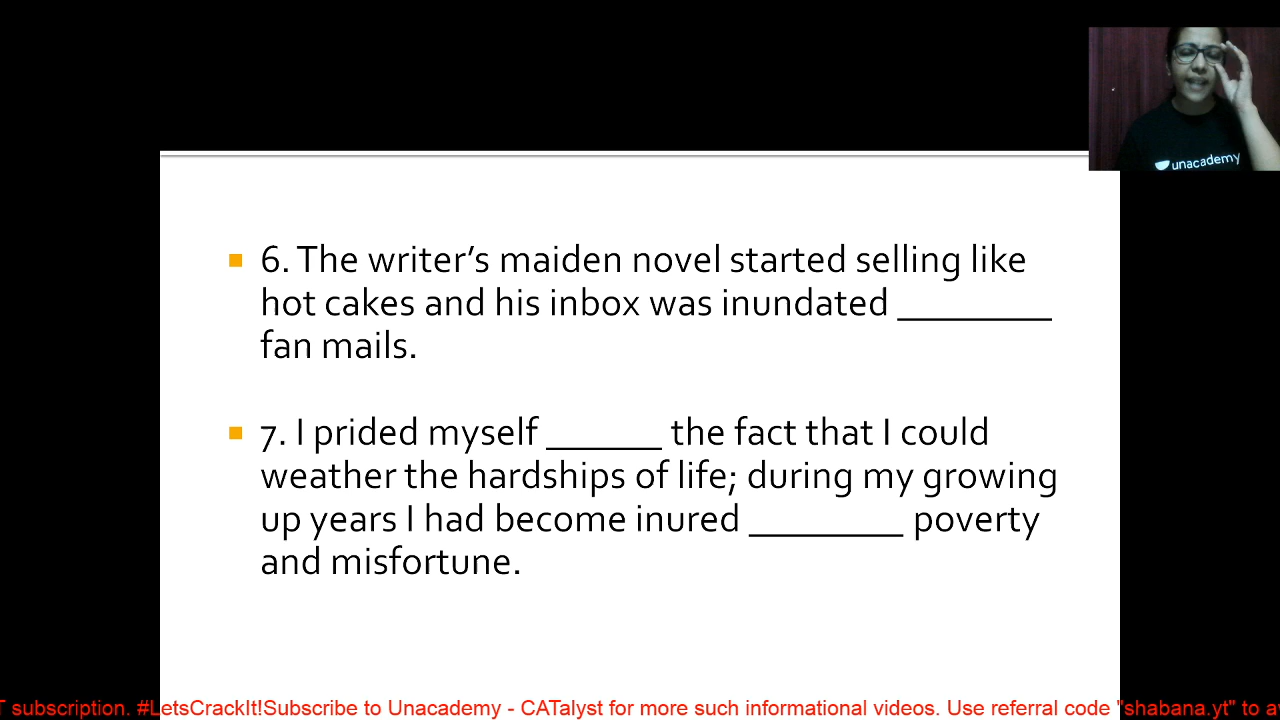 unacademy
6. The writer’s maiden novel started selling like
hot cakes and his inbox was inundated ________
fan mails.
7. I prided myself ______ the fact that I could
weather the hardships of life; during my growing
up years I had become inured ________ poverty
and misfortune.
subscription. #LetsCrackIt!Subscribe to Unacademy - CATalyst for more such informational videos. Use referral code "shabana.yt" to